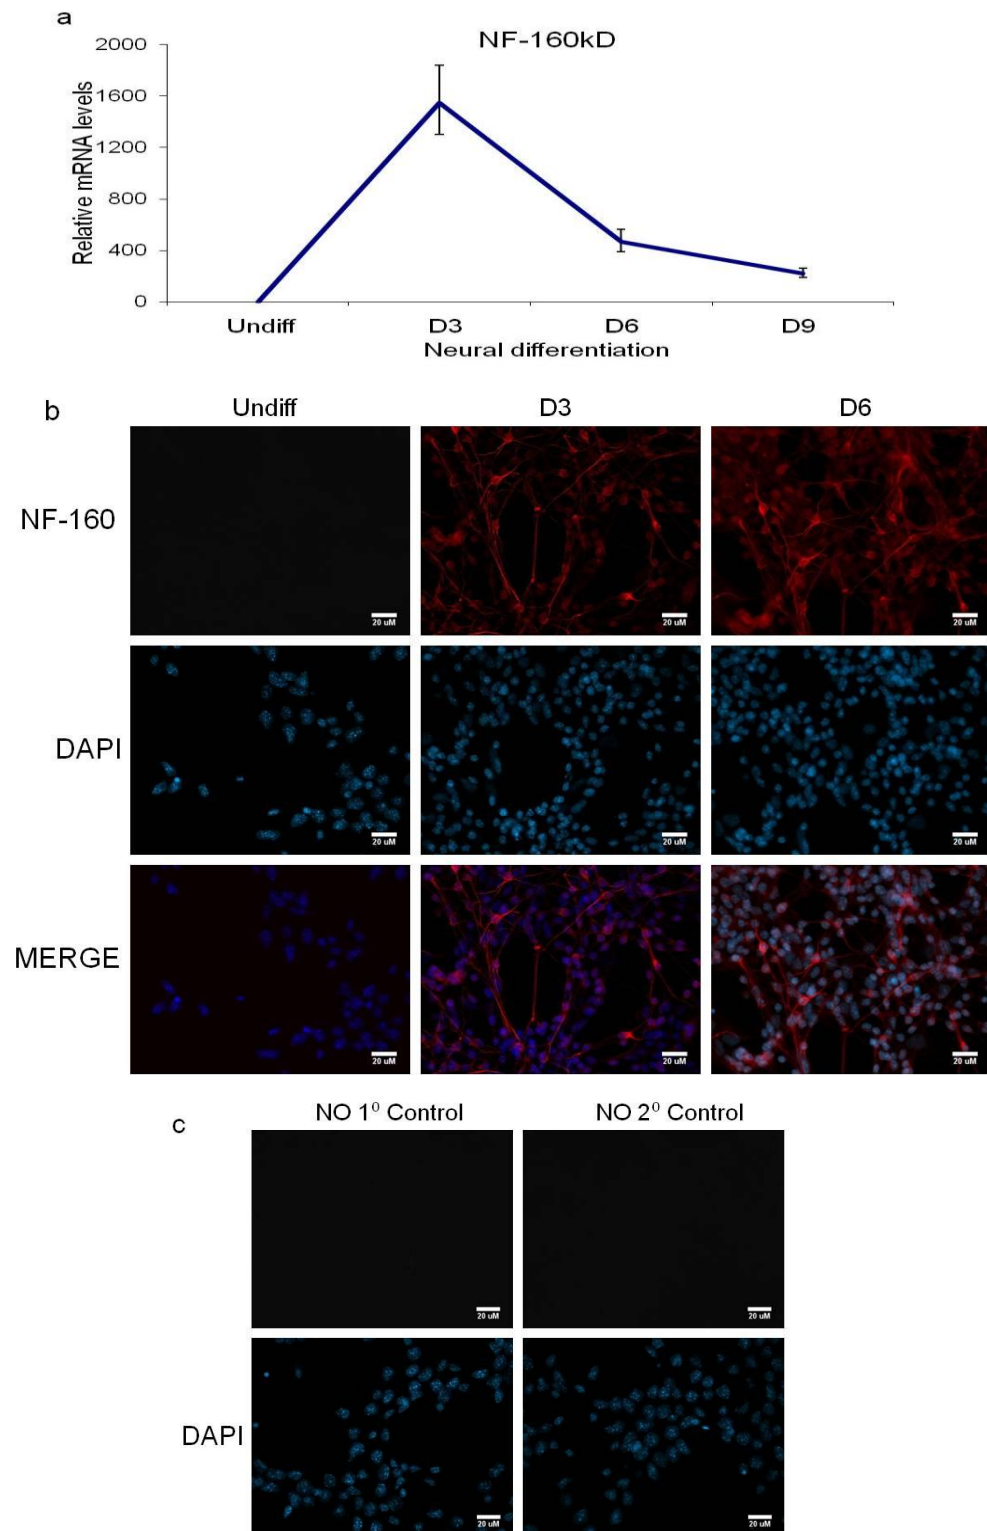 a
NF-160kD
Relative mRNA levels
2000
1600
1200
800
400
0
Undiff D3 D6 D9
Neural differentiation
b
Undiff D3 D6
NF-160
20 uM 20 uM 20 uM
DAPI
20 uM 20 uM 20 uM
MERGE
20 uM 20 uM 20 uM
c
NO 1⁰ Control NO 2⁰ Control
20 uM 20 uM
DAPI
20 uM 20 uM